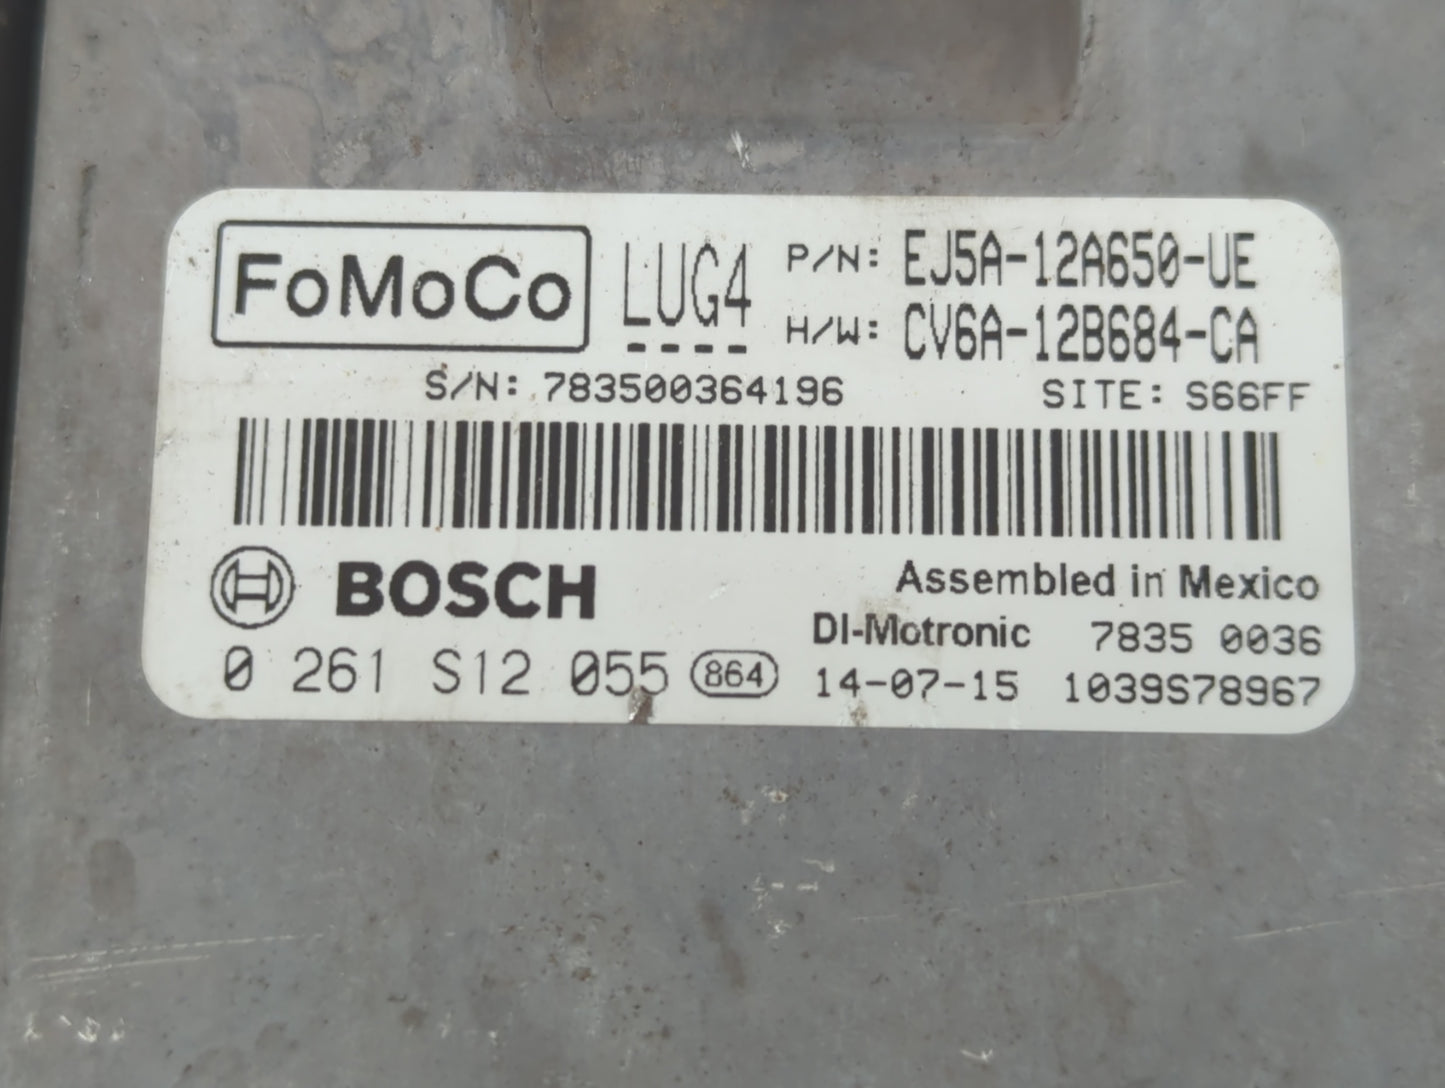 FoMoCo LUG4 P/N: EJ5A-12A650-UE
H/W: CV6A-12B684-CA
S/N: 783500364196 SITE: S66FF
BOSCH Assembled in Mexico
DI-Motronic 7835 0036
0 261 S12 055 864 14-07-15 1039S78967